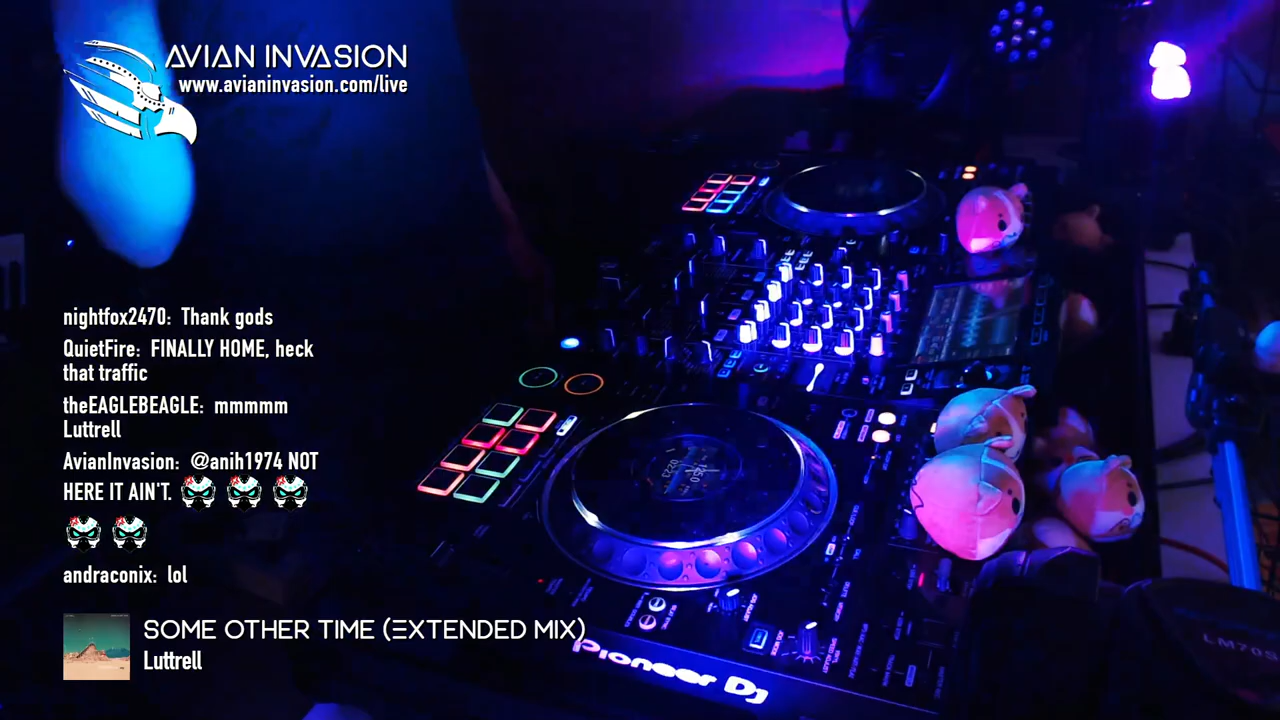 AVIAN INVASION
www.avianinvasion.com/live
nightfox2470: Thank gods
QuietFire: FINALLY HOME, heck
that traffic
theEAGLEBEAGLE: mmmmm
Luttrell
AvianInvasion: @anih1974 NOT
HERE IT AIN'T.
andraconix: lol
SOME OTHER TIME (EXTENDED MIX)
Luttrell
Pioneer Dj
LM70S